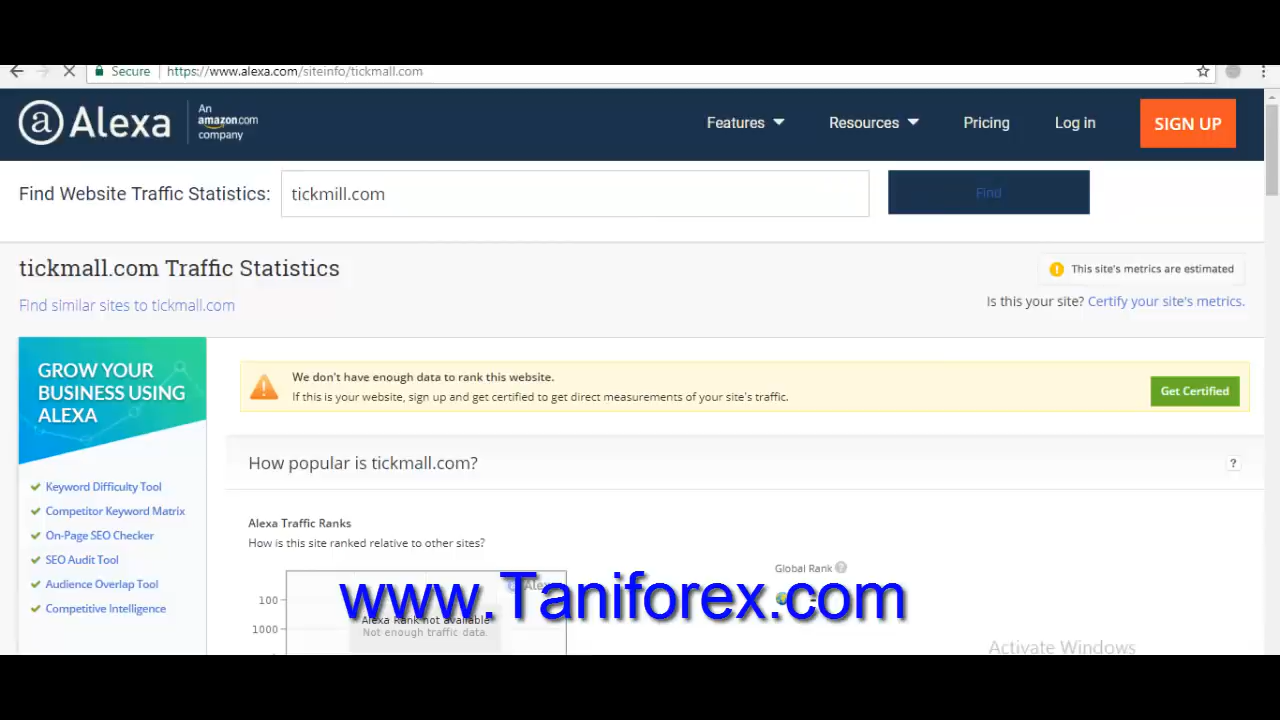 Secure https://www.alexa.com/siteinfo/tickmall.com
a Alexa An amazon.com company
Features Resources Pricing Log in SIGN UP
Find Website Traffic Statistics: tickmill.com Find
tickmall.com Traffic Statistics
This site's metrics are estimated
Find similar sites to tickmall.com
Is this your site? Certify your site's metrics.
GROW YOUR
BUSINESS USING
ALEXA
Keyword Difficulty Tool
Competitor Keyword Matrix
On-Page SEO Checker
SEO Audit Tool
Audience Overlap Tool
Competitive Intelligence
We don't have enough data to rank this website.
If this is your website, sign up and get certified to get direct measurements of your site's traffic.
Get Certified
How popular is tickmall.com?
?
Alexa Traffic Ranks
How is this site ranked relative to other sites?
Global Rank ?
100
1000
Alexa Rank not available
Not enough traffic data.
www.Taniforex.com
Activate Windows